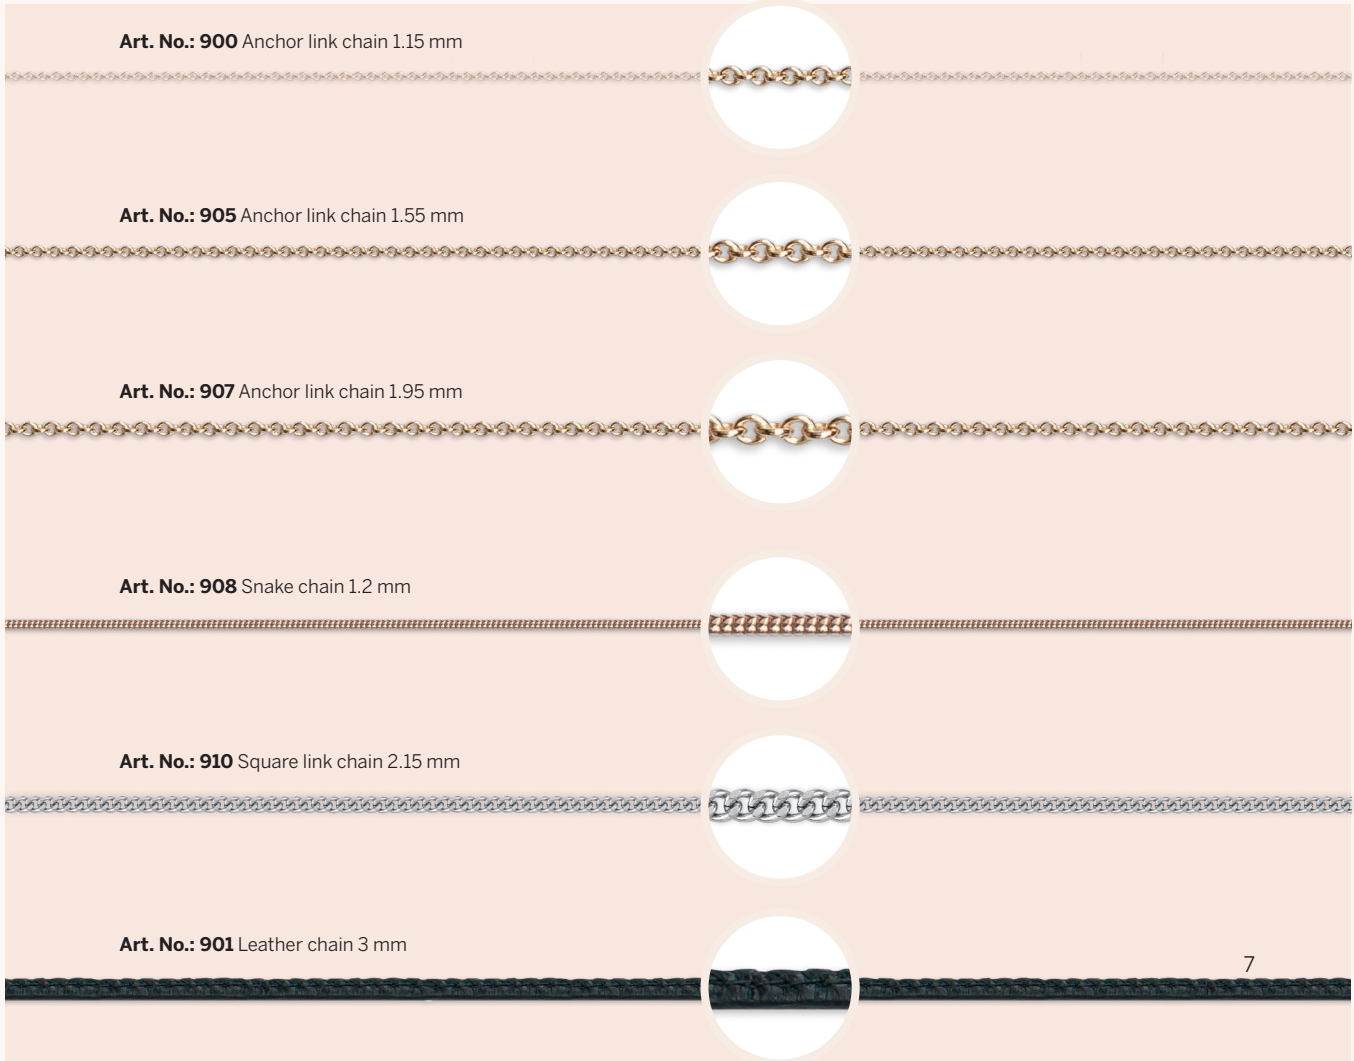 Art. No.: 900 Anchor link chain 1.15 mm
Art. No.: 905 Anchor link chain 1.55 mm
Art. No.: 907 Anchor link chain 1.95 mm
Art. No.: 908 Snake chain 1.2 mm
Art. No.: 910 Square link chain 2.15 mm
Art. No.: 901 Leather chain 3 mm
7